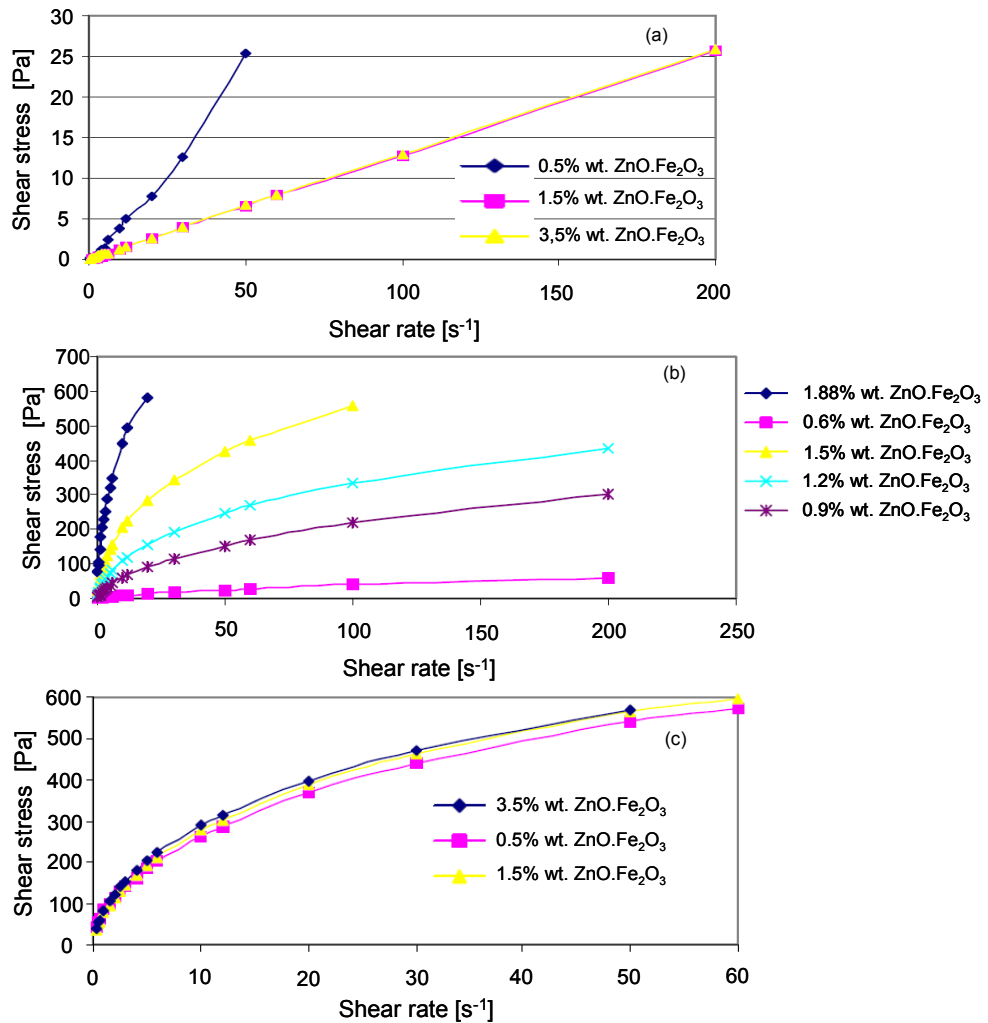 (a)
Shear stress [Pa]
30
25
20
15
10
5
0
0 50 100 150 200
Shear rate [s⁻¹]
0.5% wt. ZnO.Fe₂O₃
1.5% wt. ZnO.Fe₂O₃
3,5% wt. ZnO.Fe₂O₃
(b)
Shear stress [Pa]
700
600
500
400
300
200
100
0
0 50 100 150 200 250
Shear rate [s⁻¹]
1.88% wt. ZnO.Fe₂O₃
0.6% wt. ZnO.Fe₂O₃
1.5% wt. ZnO.Fe₂O₃
1.2% wt. ZnO.Fe₂O₃
0.9% wt. ZnO.Fe₂O₃
(c)
Shear stress [Pa]
600
500
400
300
200
100
0
0 10 20 30 40 50 60
Shear rate [s⁻¹]
3.5% wt. ZnO.Fe₂O₃
0.5% wt. ZnO.Fe₂O₃
1.5% wt. ZnO.Fe₂O₃